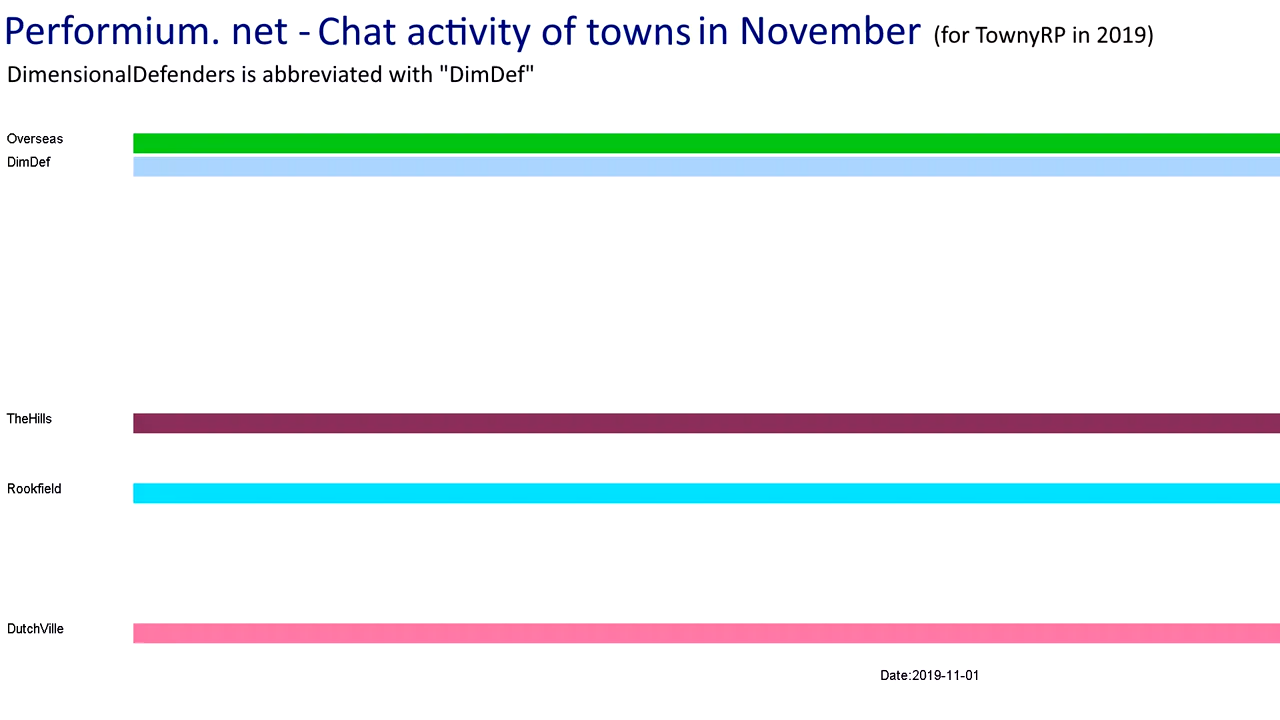 Performium. net - Chat activity of towns in November (for TownyRP in 2019)
DimensionalDefenders is abbreviated with "DimDef"
Overseas
DimDef
TheHills
Rookfield
DutchVille
Date:2019-11-01